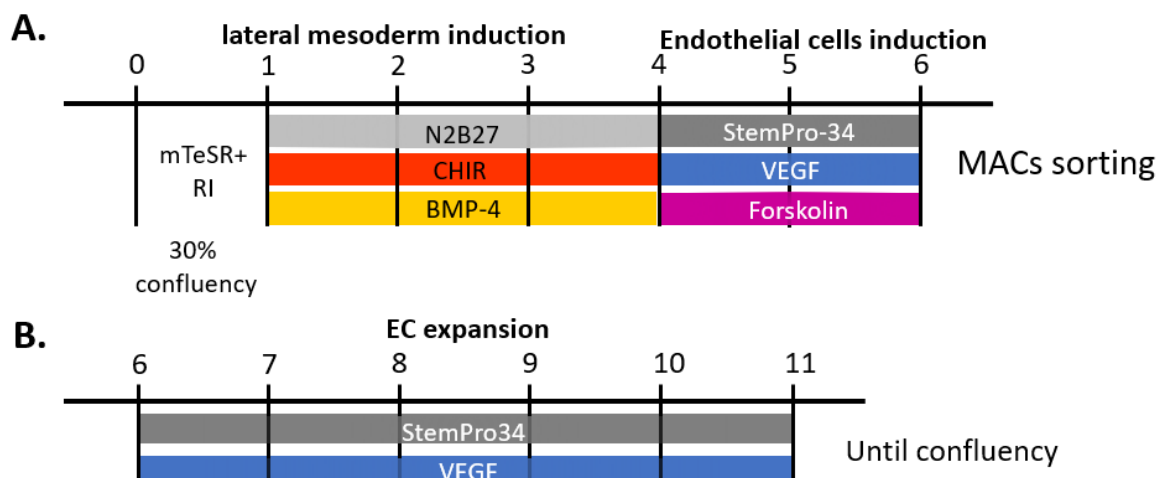 A.
lateral mesoderm induction
Endothelial cells induction
0 1 2 3 4 5 6
mTeSR+
RI
N2B27
CHIR
BMP-4
StemPro-34
VEGF
Forskolin
MACs sorting
30%
confluency
B.
EC expansion
6 7 8 9 10 11
StemPro34
VEGF
Until confluency